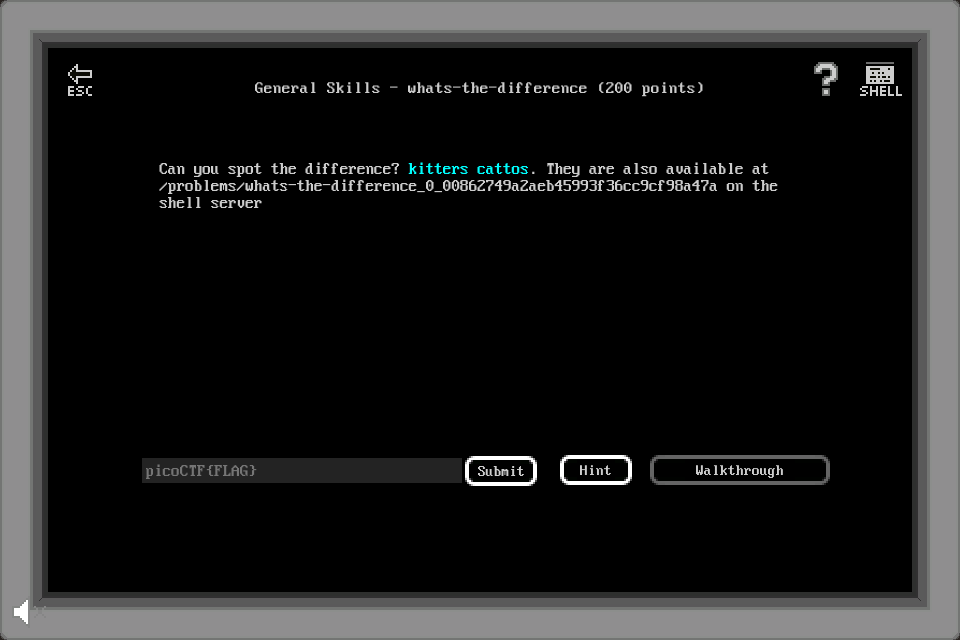 ESC
General Skills - whats-the-difference (200 points)
?
SHELL
Can you spot the difference? kitters cattos. They are also available at
/problems/whats-the-difference_0_00862749a2aeb45993f36cc9cf98a47a on the
shell server
picoCTF{FLAG}
Submit
Hint
Walkthrough